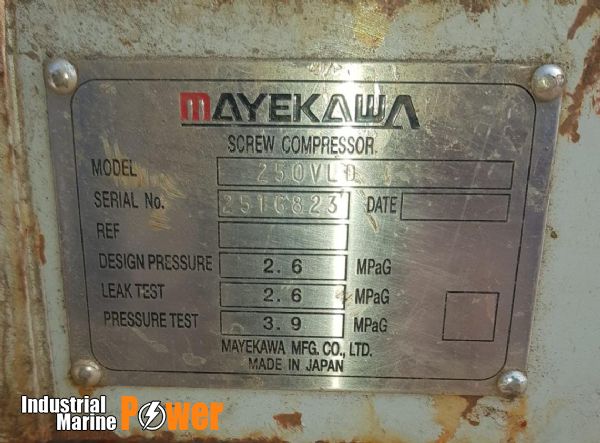 MAYEKAWA
SCREW COMPRESSOR
MODEL 250VLD
SERIAL No. 2516823 DATE
REF
DESIGN PRESSURE 2.6 MPaG
LEAK TEST 2.6 MPaG
PRESSURE TEST 3.9 MPaG
MAYEKAWA MFG. CO., LTD.
MADE IN JAPAN
Industrial
Marine Power